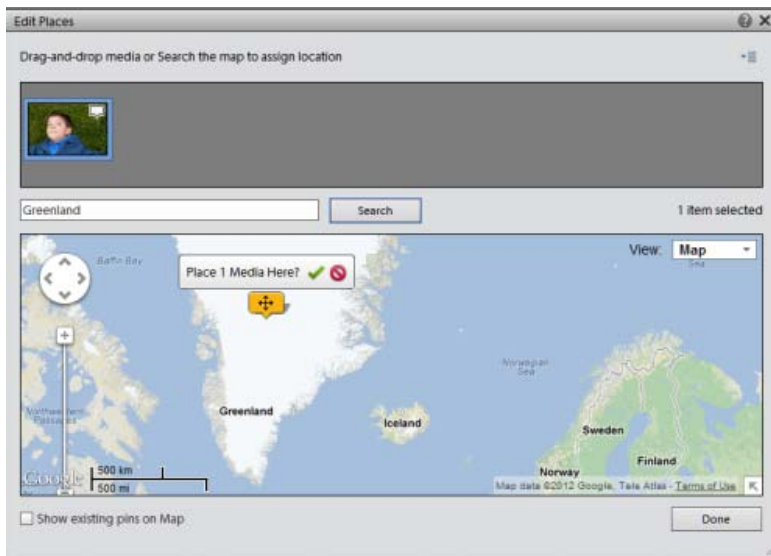 Edit Places
Drag-and-drop media or Search the map to assign location
Greenland
Search
1 item selected
View: Map
Baffin Bay
Place 1 Media Here?
Norwegian Sea
Greenland
Iceland
Sweden
Finland
Norway
Google
500 km
500 mi
Map data ©2012 Google, Tele Atlas - Terms of Use
Show existing pins on Map
Done